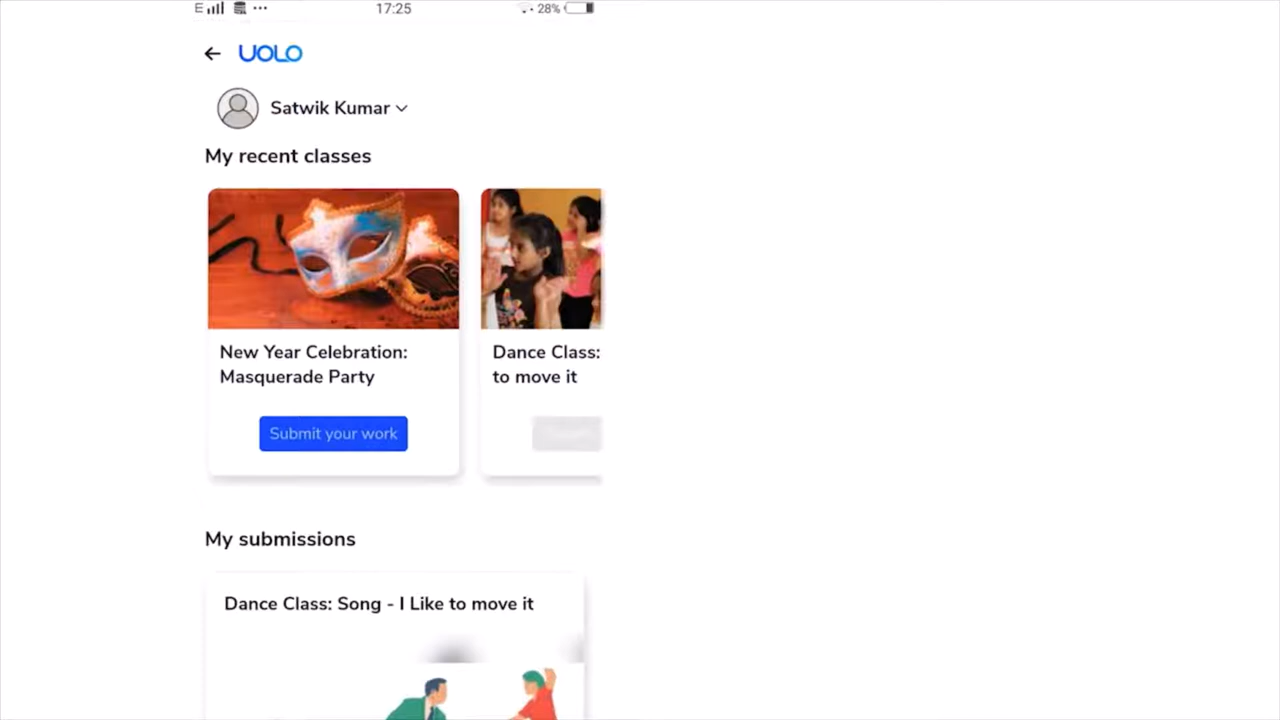 E 17:25 28%
UOLO
Satwik Kumar
My recent classes
New Year Celebration:
Masquerade Party
Submit your work
Dance Class:
to move it
My submissions
Dance Class: Song - I Like to move it